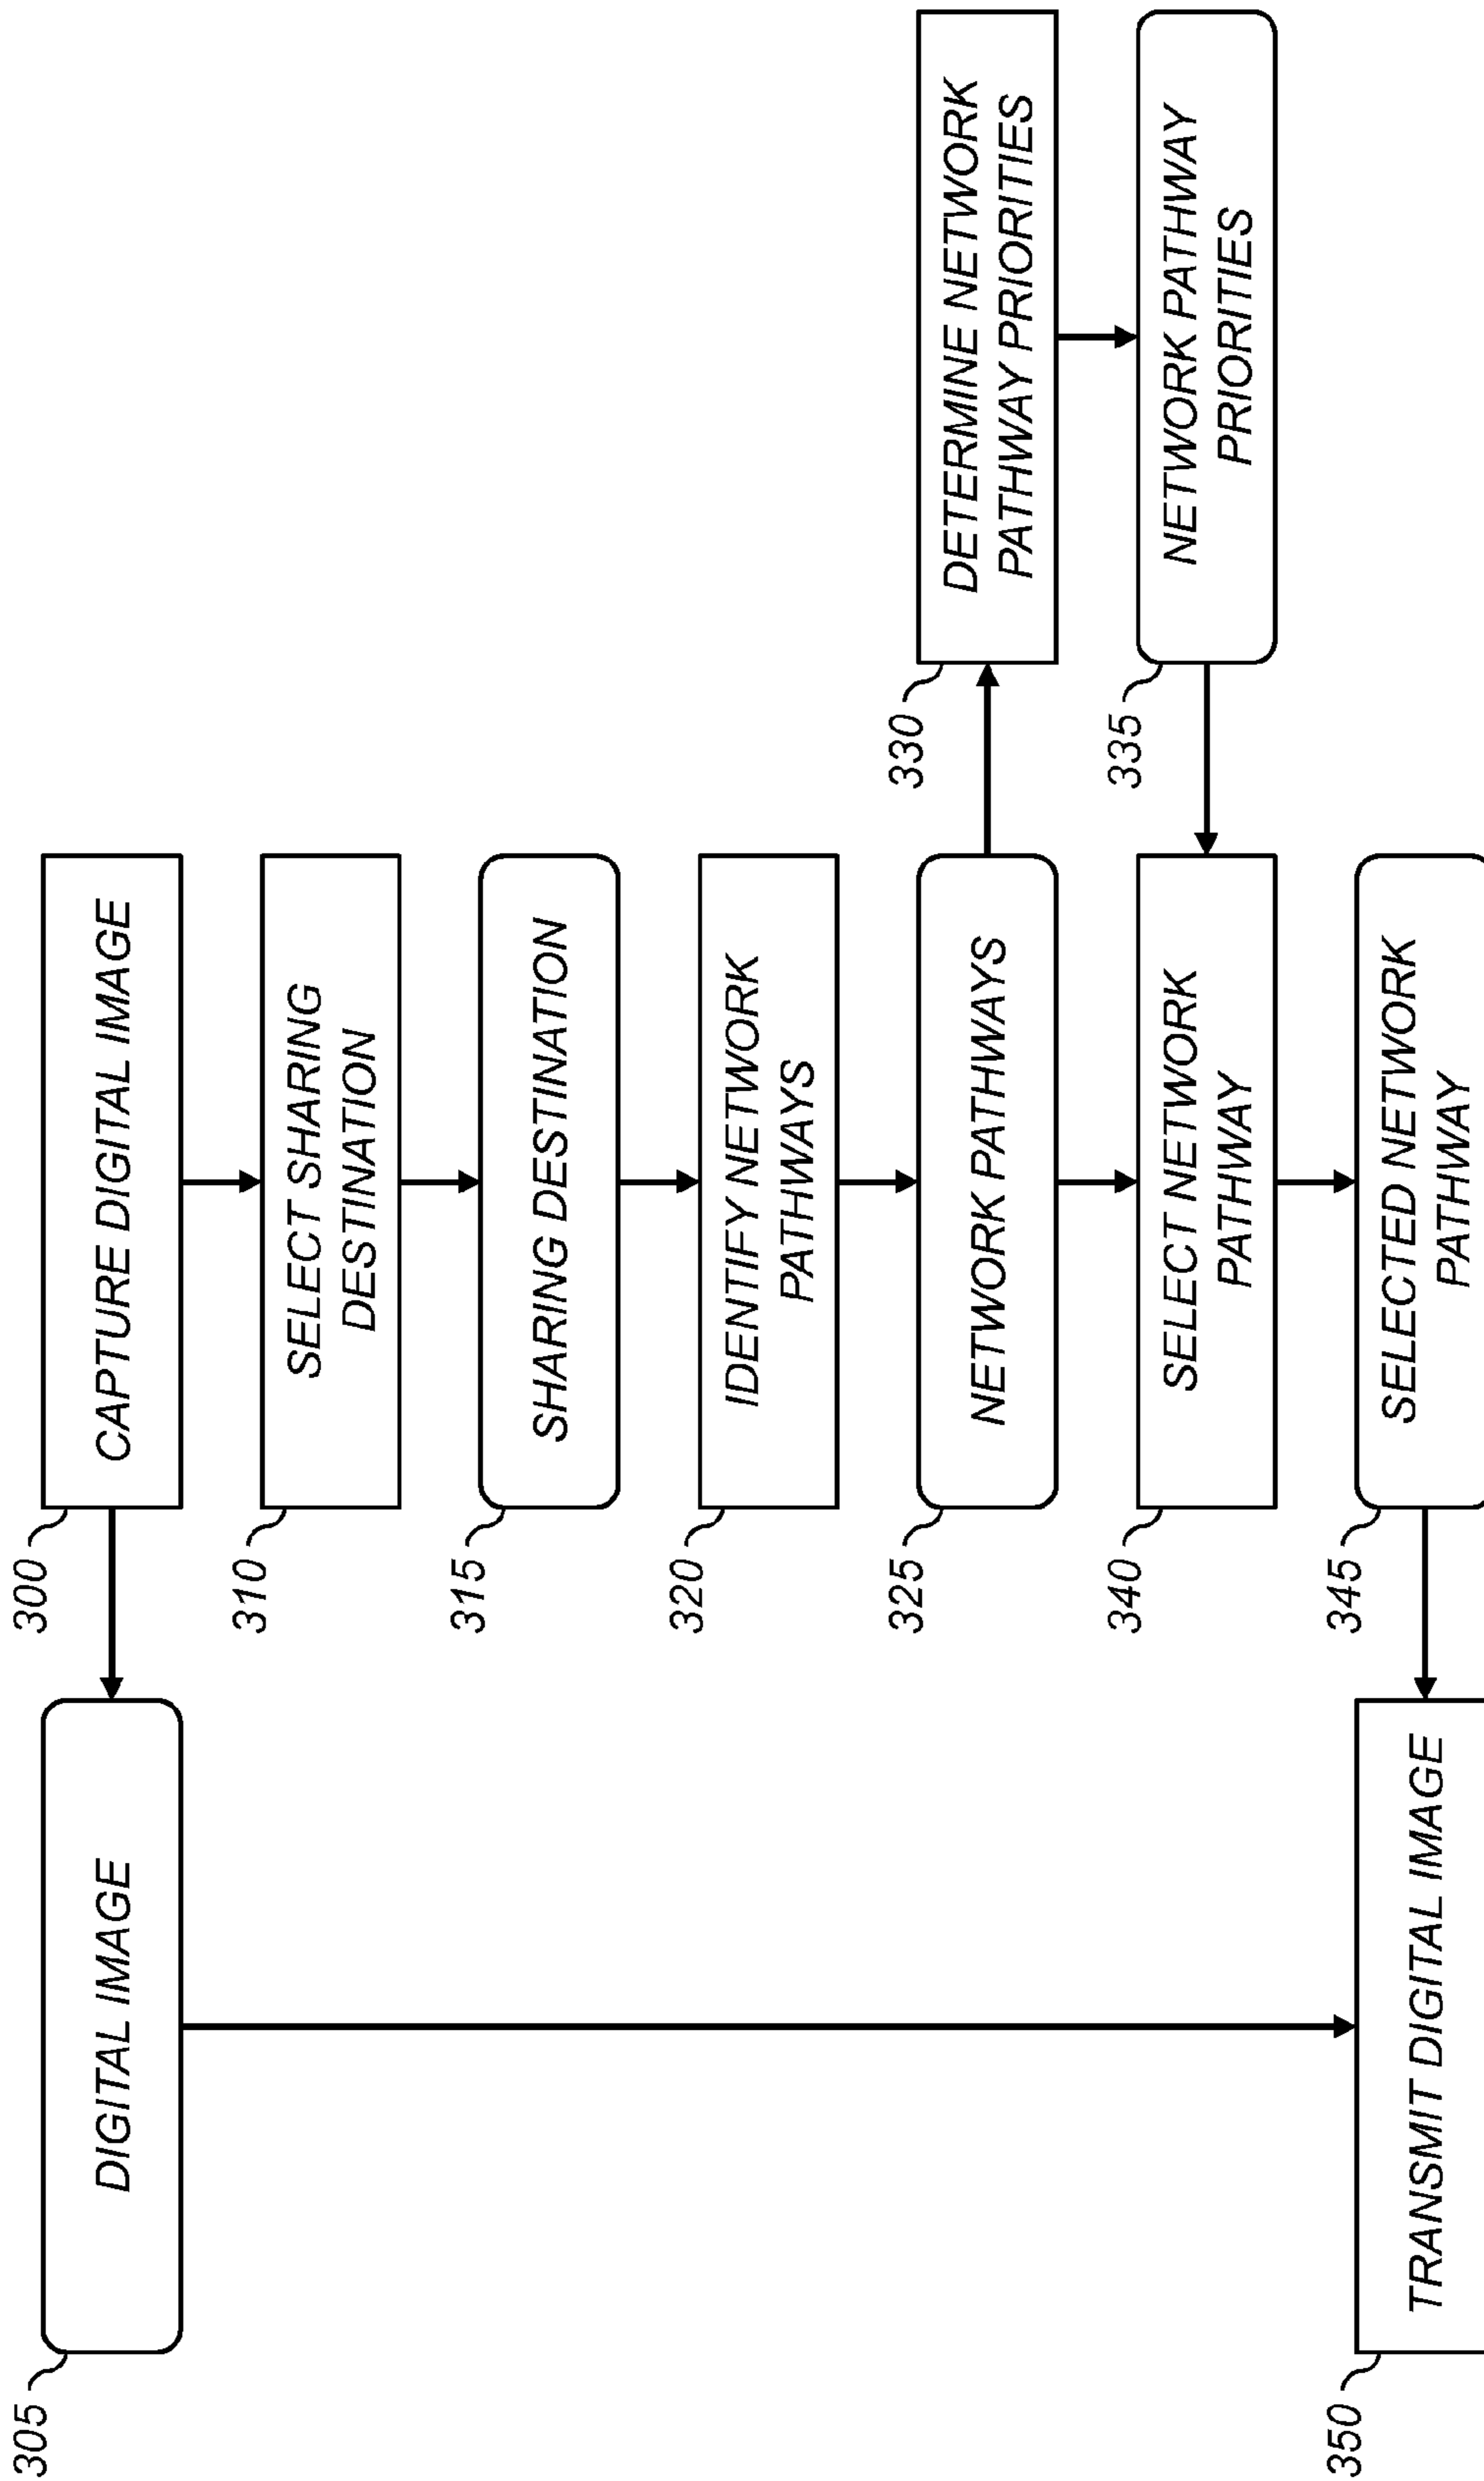 305
DIGITAL IMAGE
300
CAPTURE DIGITAL IMAGE
310
SELECT SHARING
DESTINATION
315
SHARING DESTINATION
320
IDENTIFY NETWORK
PATHWAYS
325
NETWORK PATHWAYS
330
DETERMINE NETWORK
PATHWAY PRIORITIES
335
NETWORK PATHWAY
PRIORITIES
340
SELECT NETWORK
PATHWAY
345
SELECTED NETWORK
PATHWAY
350
TRANSMIT DIGITAL IMAGE